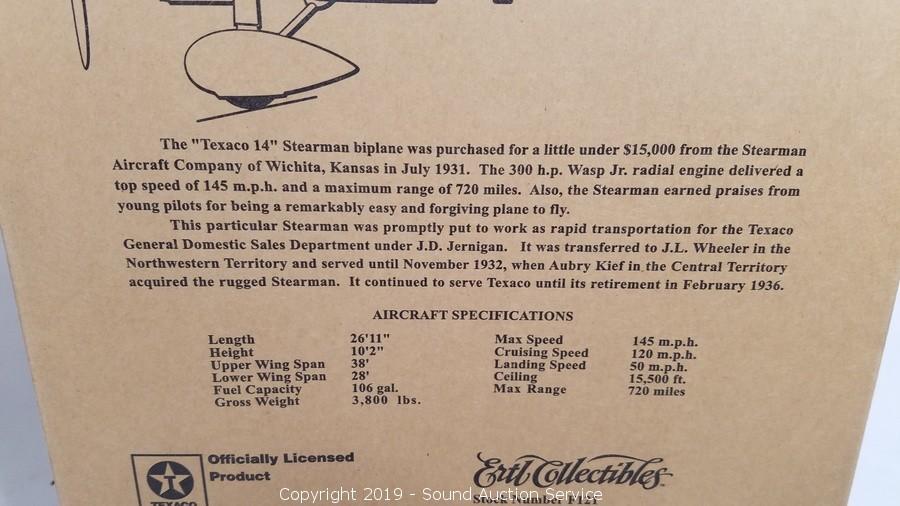 The "Texaco 14" Stearman biplane was purchased for a little under $15,000 from the Stearman
Aircraft Company of Wichita, Kansas in July 1931. The 300 h.p. Wasp Jr. radial engine delivered a
top speed of 145 m.p.h. and a maximum range of 720 miles. Also, the Stearman earned praises from
young pilots for being a remarkably easy and forgiving plane to fly.
This particular Stearman was promptly put to work as rapid transportation for the Texaco
General Domestic Sales Department under J.D. Jernigan. It was transferred to J.L. Wheeler in the
Northwestern Territory and served until November 1932, when Aubry Kief in the Central Territory
acquired the rugged Stearman. It continued to serve Texaco until its retirement in February 1936.
AIRCRAFT SPECIFICATIONS
Length 26'11" Max Speed 145 m.p.h.
Height 10'2" Cruising Speed 120 m.p.h.
Upper Wing Span 38' Landing Speed 50 m.p.h.
Lower Wing Span 28' Ceiling 15,500 ft.
Fuel Capacity 106 gal. Max Range 720 miles
Gross Weight 3,800 lbs.
Officially Licensed
Product
T
TEXACO
Ertl Collectibles
Stock Number
Copyright 2019 - Sound Auction Service